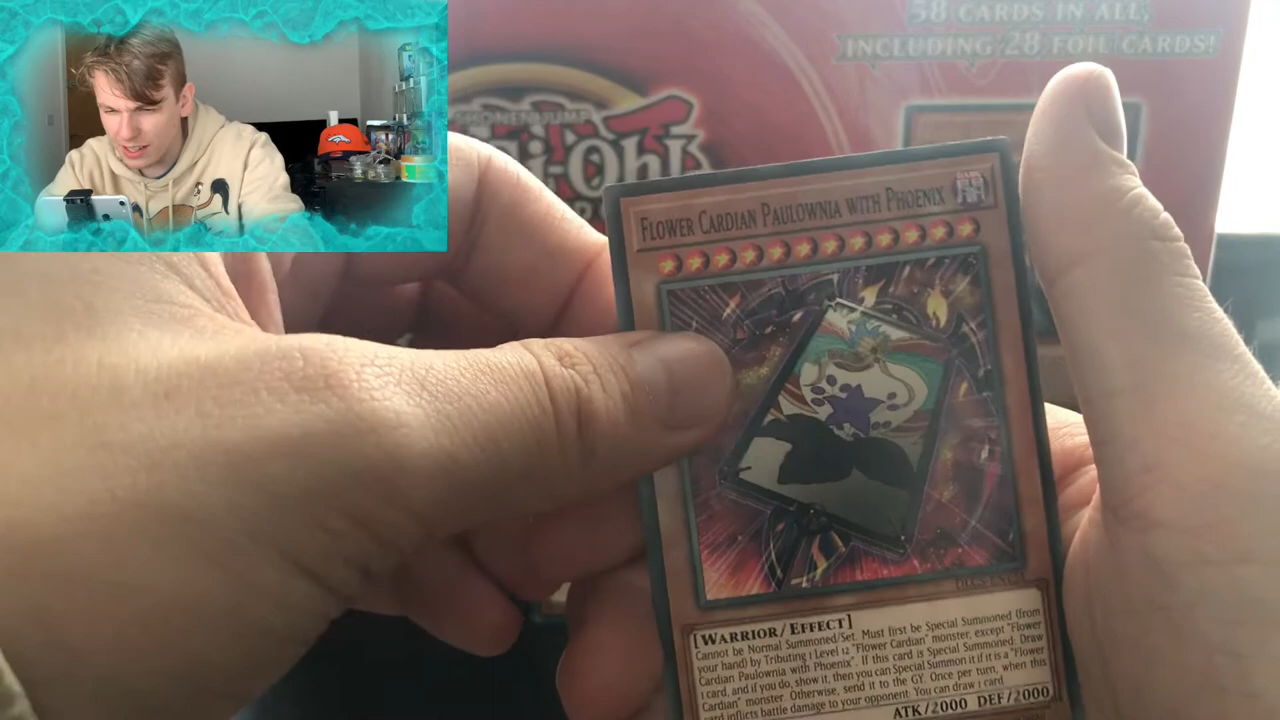 58 CARDS IN ALL,
INCLUDING 28 FOIL CARDS!
SHONEN JUMP
Gi-Oh!
FLOWER CARDIAN PAULOWNIA WITH PHOENIX
DARK
[WARRIOR/EFFECT]
Cannot be Normal Summoned/Set. Must first be Special Summoned (from
your hand) by Tributing 1 Level 12 "Flower Cardian" monster, except "Flower
Cardian Paulownia with Phoenix". If this card is Special Summoned: Draw
1 card, and if you do, show it, then you can Special Summon it if it is a "Flower
Cardian" monster. Otherwise, send it to the GY. Once per turn, when this
card inflicts battle damage to your opponent: You can draw 1 card.
ATK/2000 DEF/2000